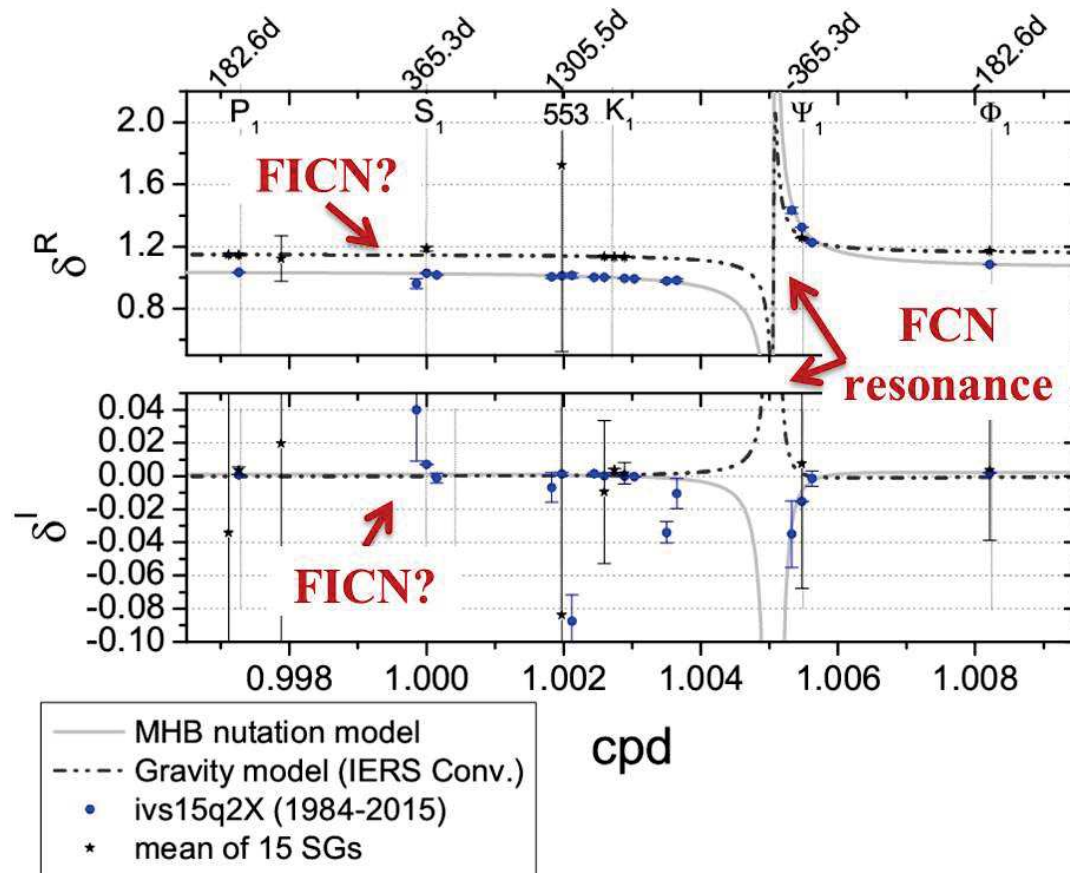 182.6d 365.3d 1305.5d -365.3d -182.6d
P₁ S₁ 553 K₁ Ψ₁ Φ₁
2.0
1.6
1.2
0.8
δᴿ
FICN?
FCN
resonance
0.04
0.02
0.00
-0.02
-0.04
-0.06
-0.08
-0.10
δᴵ
FICN?
0.998 1.000 1.002 1.004 1.006 1.008
cpd
MHB nutation model
Gravity model (IERS Conv.)
ivs15q2X (1984-2015)
mean of 15 SGs